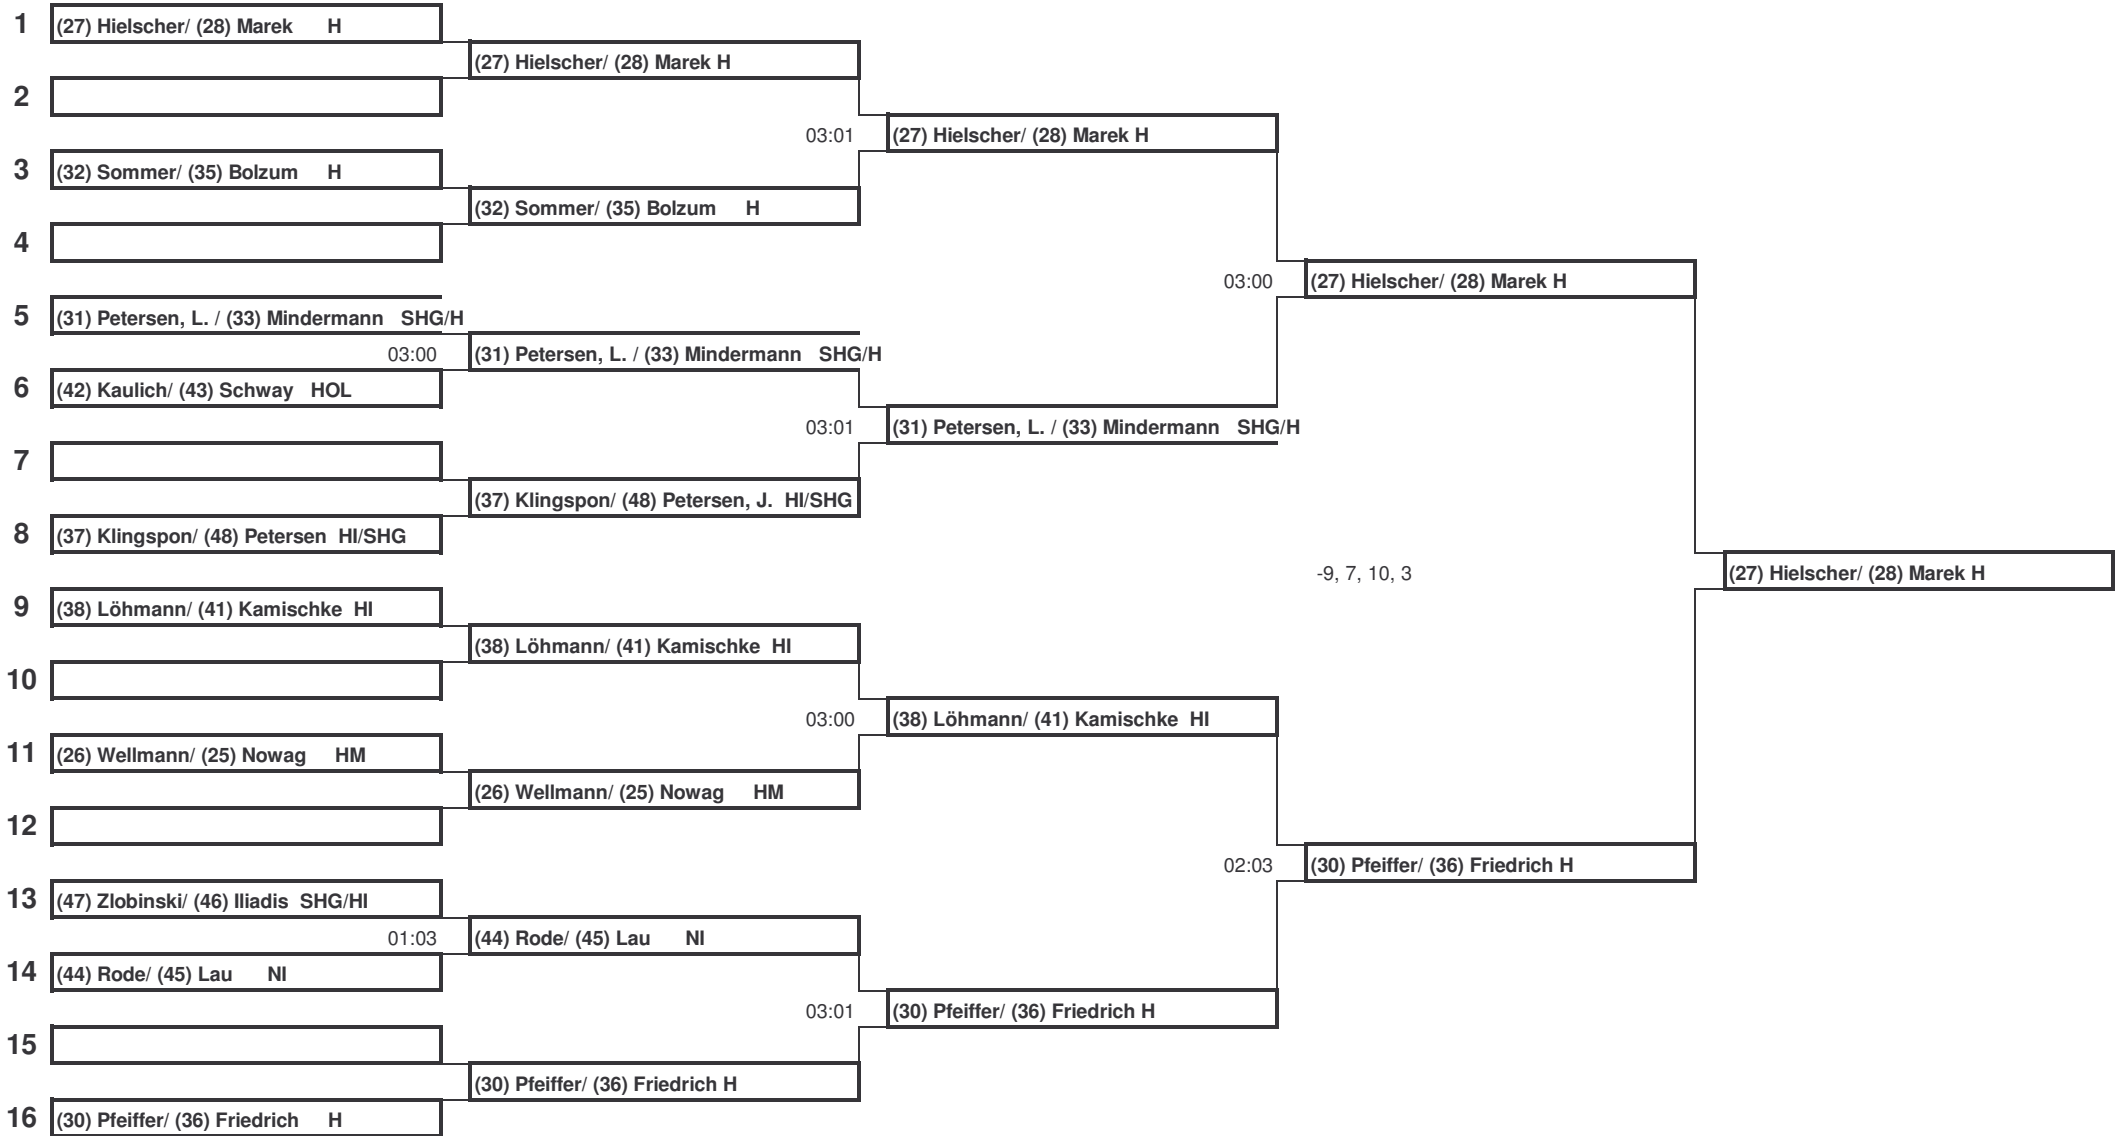 1 (27) Hielscher/ (28) Marek H
(27) Hielscher/ (28) Marek H
2
03:01 (27) Hielscher/ (28) Marek H
3 (32) Sommer/ (35) Bolzum H
(32) Sommer/ (35) Bolzum H
4
03:00 (27) Hielscher/ (28) Marek H
5 (31) Petersen, L. / (33) Mindermann SHG/H
03:00 (31) Petersen, L. / (33) Mindermann SHG/H
6 (42) Kaulich/ (43) Schway HOL
03:01 (31) Petersen, L. / (33) Mindermann SHG/H
7
(37) Klingspon/ (48) Petersen, J. HI/SHG
8 (37) Klingspon/ (48) Petersen HI/SHG
-9, 7, 10, 3 (27) Hielscher/ (28) Marek H
9 (38) Löhmann/ (41) Kamischke HI
(38) Löhmann/ (41) Kamischke HI
10
03:00 (38) Löhmann/ (41) Kamischke HI
11 (26) Wellmann/ (25) Nowag HM
(26) Wellmann/ (25) Nowag HM
12
02:03 (30) Pfeiffer/ (36) Friedrich H
13 (47) Zlobinski/ (46) Iliadis SHG/HI
01:03 (44) Rode/ (45) Lau NI
14 (44) Rode/ (45) Lau NI
03:01 (30) Pfeiffer/ (36) Friedrich H
15
(30) Pfeiffer/ (36) Friedrich H
16 (30) Pfeiffer/ (36) Friedrich H